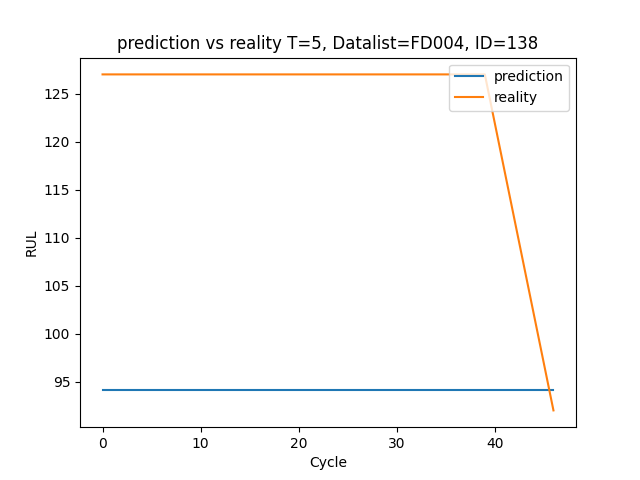 prediction vs reality T=5, Datalist=FD004, ID=138
prediction
reality
125
120
115
110
105
100
95
RUL
0 10 20 30 40
Cycle